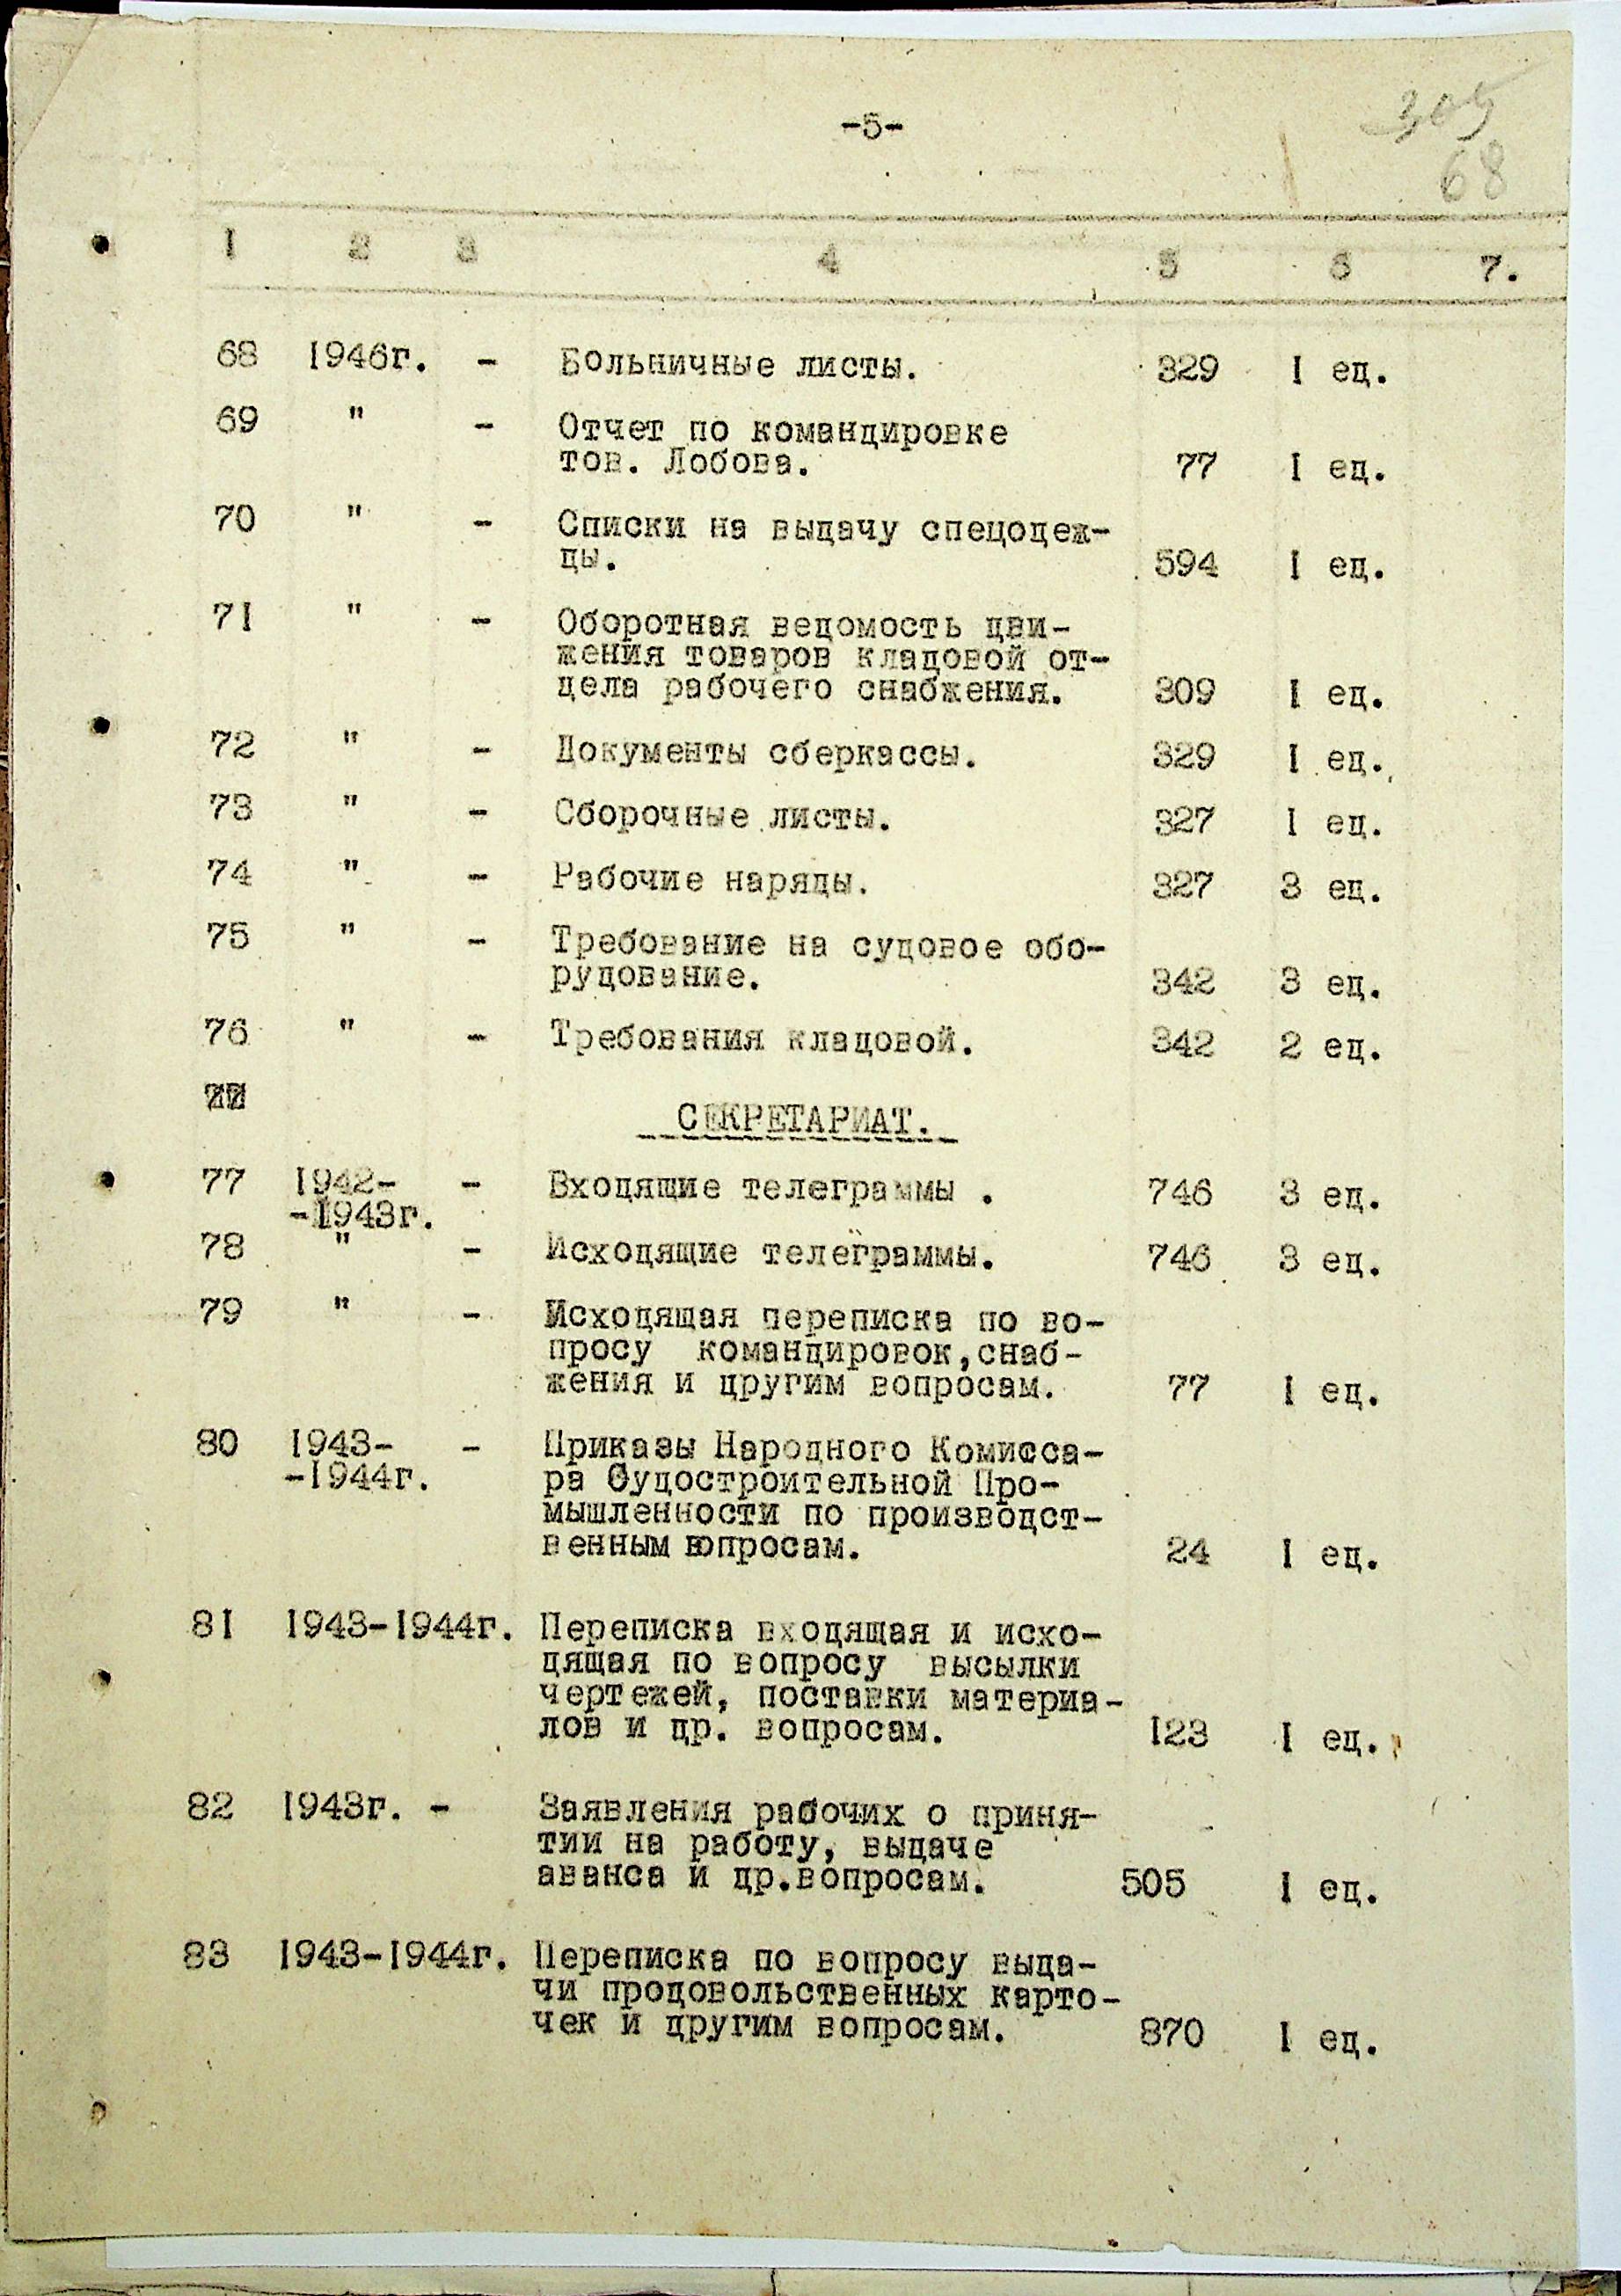 -5-
305
68
1 2 3 4 5 6 7.
68 1946г. - Больничные листы. 329 1 ед.
69 " - Отчет по командировке
тов. Лобова. 77 1 ед.
70 " - Списки на выдачу спецодеж-
ды. 594 1 ед.
71 " - Оборотная ведомость дви-
жения товаров кладовой от-
дела рабочего снабжения. 309 1 ед.
72 " - Документы сберкассы. 329 1 ед.
73 " - Сборочные листы. 327 1 ед.
74 " - Рабочие наряды. 327 3 ед.
75 " - Требование на судовое обо-
рудование. 342 3 ед.
76 " - Требования кладовой. 342 2 ед.
СЕКРЕТАРИАТ.
77 1942- - Входящие телеграммы . 746 3 ед.
-1943г.
78 " - Исходящие телеграммы. 746 3 ед.
79 " - Исходящая переписка по во-
просу командировок,снаб-
жения и другим вопросам. 77 1 ед.
80 1943- - Приказы Народного Комисса-
-1944г. ра Судостроительной Про-
мышленности по производст-
венным вопросам. 24 1 ед.
81 1943-1944г. Переписка входящая и исхо-
дящая по вопросу высылки
чертежей, поставки материа-
лов и др. вопросам. 123 1 ед.
82 1943г. - Заявления рабочих о приня-
тии на работу, выдаче
аванса и др.вопросам. 505 1 ед.
83 1943-1944г. Переписка по вопросу выда-
чи продовольственных карто-
чек и другим вопросам. 870 1 ед.